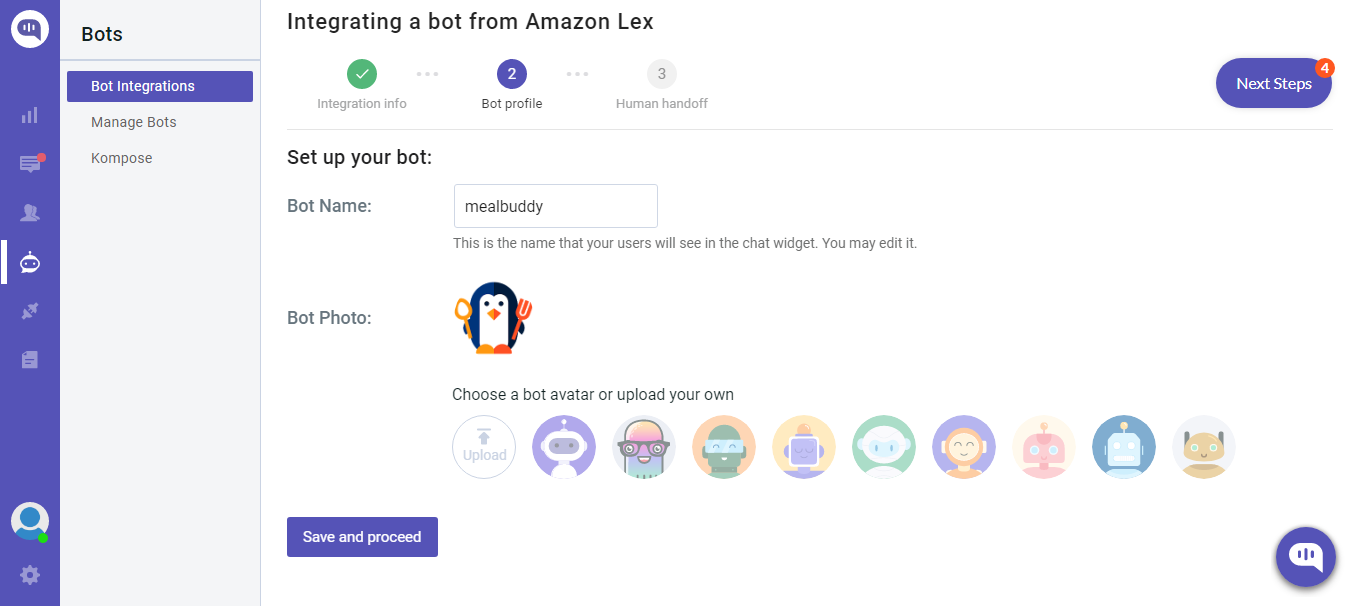 Integrating a bot from Amazon Lex
Bots
Bot Integrations
Manage Bots
Kompose
2
3
Integration info
Bot profile
Human handoff
4
Next Steps
Set up your bot:
Bot Name:
mealbuddy
This is the name that your users will see in the chat widget. You may edit it.
Bot Photo:
Choose a bot avatar or upload your own
Upload
Save and proceed